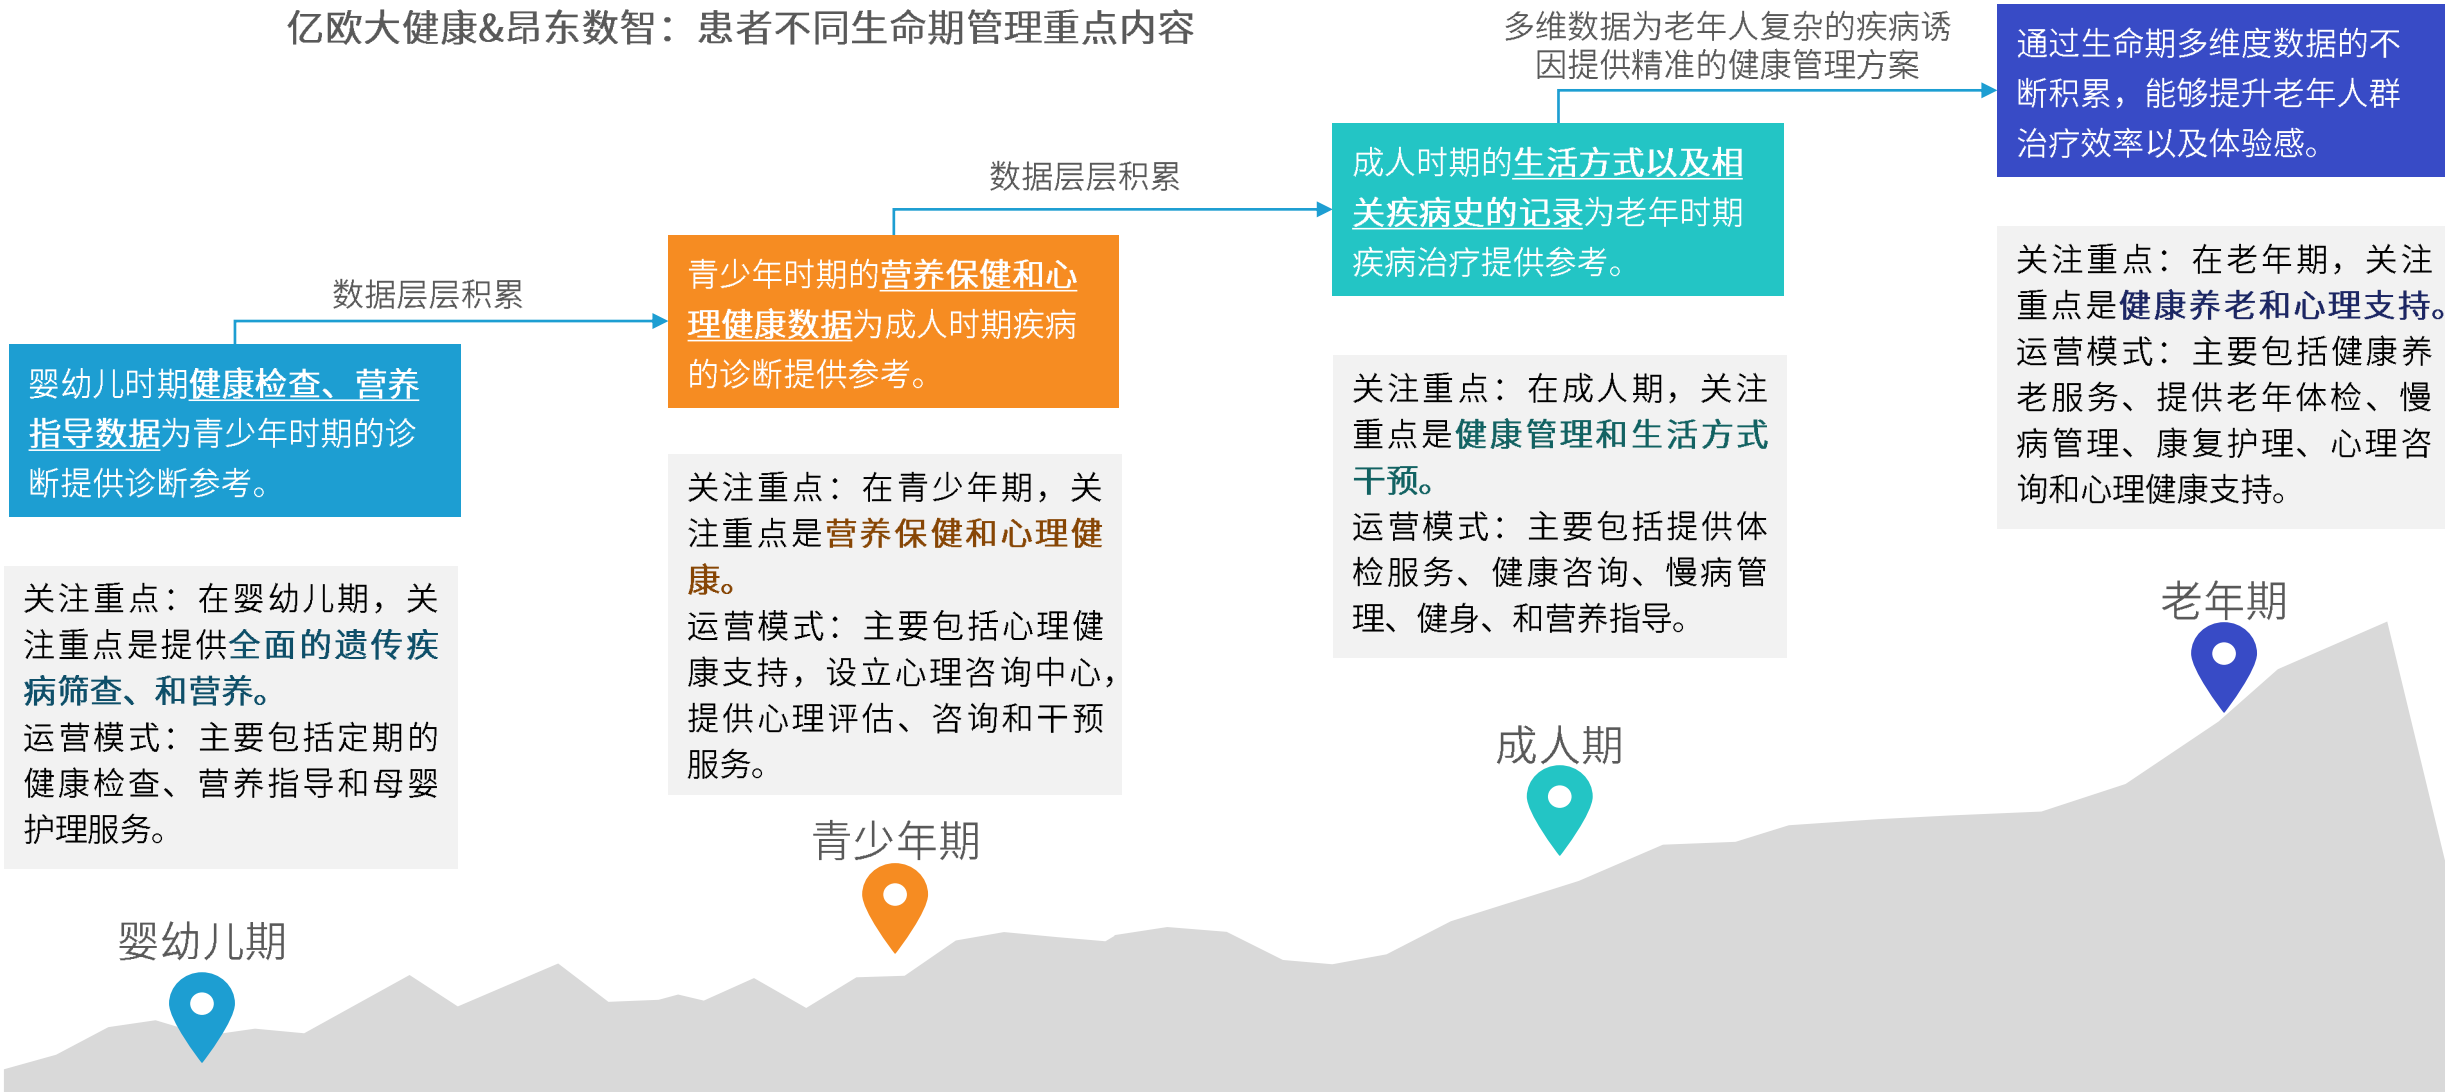 亿欧大健康&昂东数智：患者不同生命期管理重点内容
婴幼儿时期健康检查、营养
指导数据为青少年时期的诊
断提供诊断参考。
关注重点：在婴幼儿期，关
注重点是提供全面的遗传疾
病筛查、和营养。
运营模式：主要包括定期的
健康检查、营养指导和母婴
护理服务。
婴幼儿期
数据层层积累
青少年时期的营养保健和心
理健康数据为成人时期疾病
的诊断提供参考。
关注重点：在青少年期，关
注重点是营养保健和心理健
康。
运营模式：主要包括心理健
康支持，设立心理咨询中心，
提供心理评估、咨询和干预
服务。
青少年期
数据层层积累
成人时期的生活方式以及相
关疾病史的记录为老年时期
疾病治疗提供参考。
关注重点：在成人期，关注
重点是健康管理和生活方式
干预。
运营模式：主要包括提供体
检服务、健康咨询、慢病管
理、健身、和营养指导。
成人期
多维数据为老年人复杂的疾病诱
因提供精准的健康管理方案
通过生命期多维度数据的不
断积累，能够提升老年人群
治疗效率以及体验感。
关注重点：在老年期，关注
重点是健康养老和心理支持。
运营模式：主要包括健康养
老服务、提供老年体检、慢
病管理、康复护理、心理咨
询和心理健康支持。
老年期